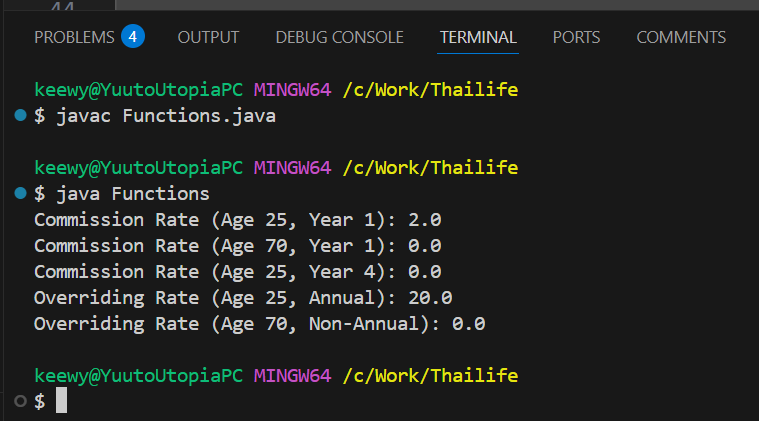 44
PROBLEMS 4 OUTPUT DEBUG CONSOLE TERMINAL PORTS COMMENTS
keewy@YuutoUtopiaPC MINGW64 /c/Work/Thailife
$ javac Functions.java
keewy@YuutoUtopiaPC MINGW64 /c/Work/Thailife
$ java Functions
Commission Rate (Age 25, Year 1): 2.0
Commission Rate (Age 70, Year 1): 0.0
Commission Rate (Age 25, Year 4): 0.0
Overriding Rate (Age 25, Annual): 20.0
Overriding Rate (Age 70, Non-Annual): 0.0
keewy@YuutoUtopiaPC MINGW64 /c/Work/Thailife
$